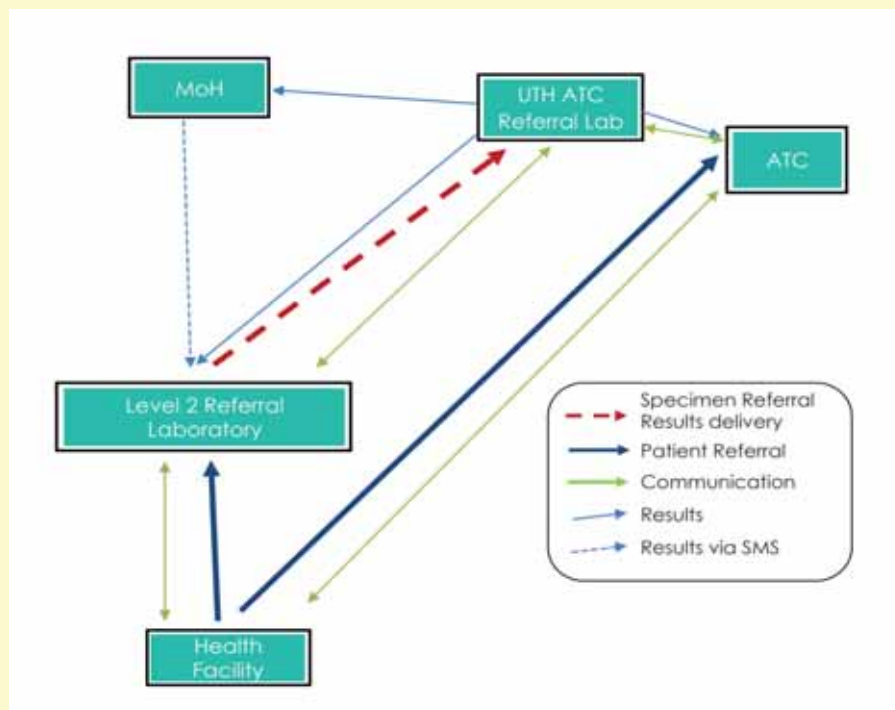 MoH
UTH ATC
Referral Lab
ATC
Level 2 Referral
Laboratory
Health
Facility
Specimen Referral
Results delivery
Patient Referral
Communication
Results
Results via SMS